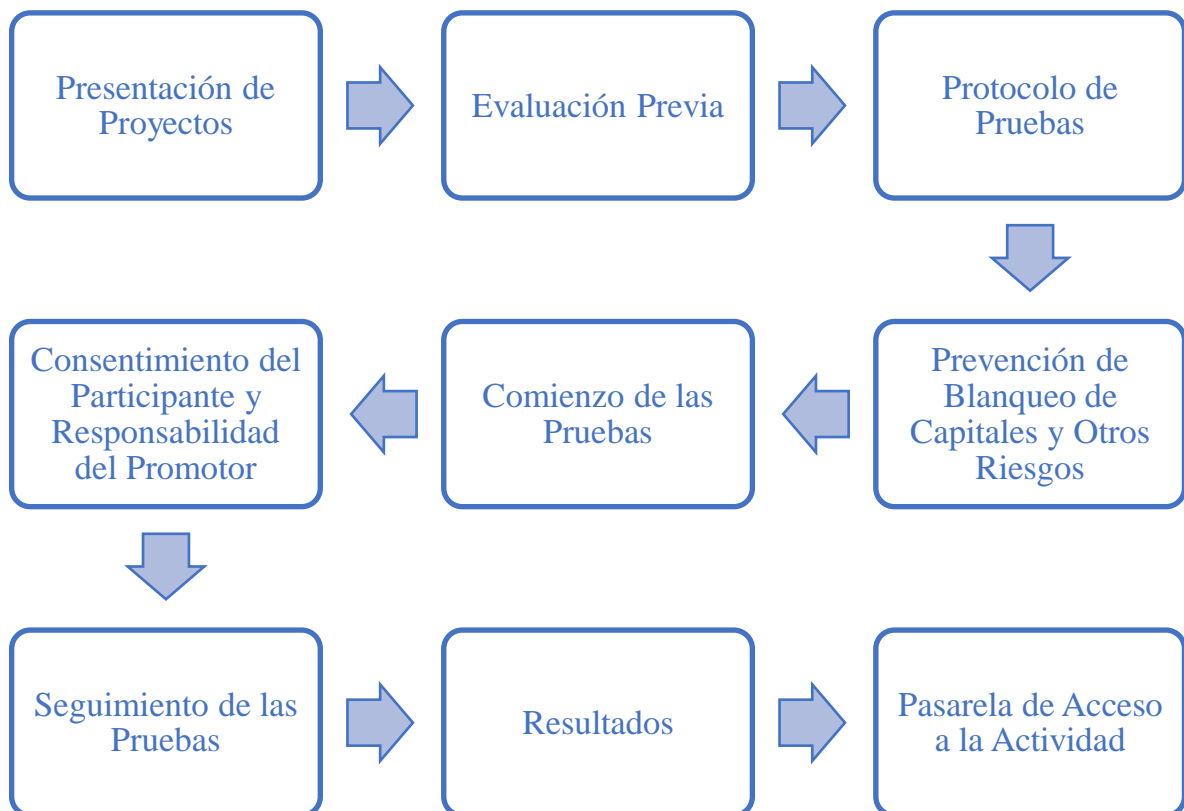 Presentación de
Proyectos
Evaluación Previa
Protocolo de
Pruebas
Prevención de
Blanqueo de
Capitales y Otros
Riesgos
Comienzo de las
Pruebas
Consentimiento del
Participante y
Responsabilidad
del Promotor
Seguimiento de las
Pruebas
Resultados
Pasarela de Acceso
a la Actividad